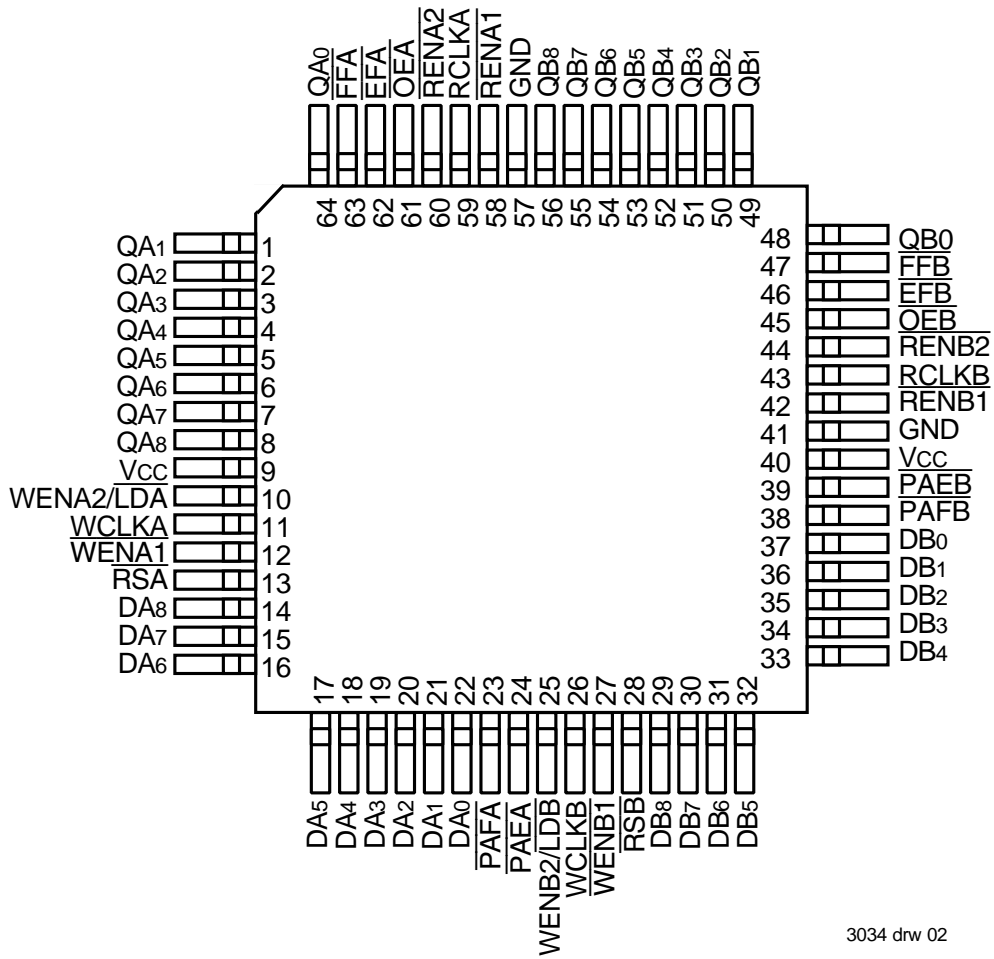 QA0
FFA
EFA
OEA
RENA2
RCLKA
RENA1
GND
QB8
QB7
QB6
QB5
QB4
QB3
QB2
QB1
64
63
62
61
60
59
58
57
56
55
54
53
52
51
50
49
QA1 1
QA2 2
QA3 3
QA4 4
QA5 5
QA6 6
QA7 7
QA8 8
VCC 9
WENA2/LDA 10
WCLKA 11
WENA1 12
RSA 13
DA8 14
DA7 15
DA6 16
48 QB0
47 FFB
46 EFB
45 OEB
44 RENB2
43 RCLKB
42 RENB1
41 GND
40 VCC
39 PAEB
38 PAFB
37 DB0
36 DB1
35 DB2
34 DB3
33 DB4
17
18
19
20
21
22
23
24
25
26
27
28
29
30
31
32
DA5
DA4
DA3
DA2
DA1
DA0
PAFA
PAEA
WENB2/LDB
WCLKB
WENB1
RSB
DB8
DB7
DB6
DB5
3034 drw 02